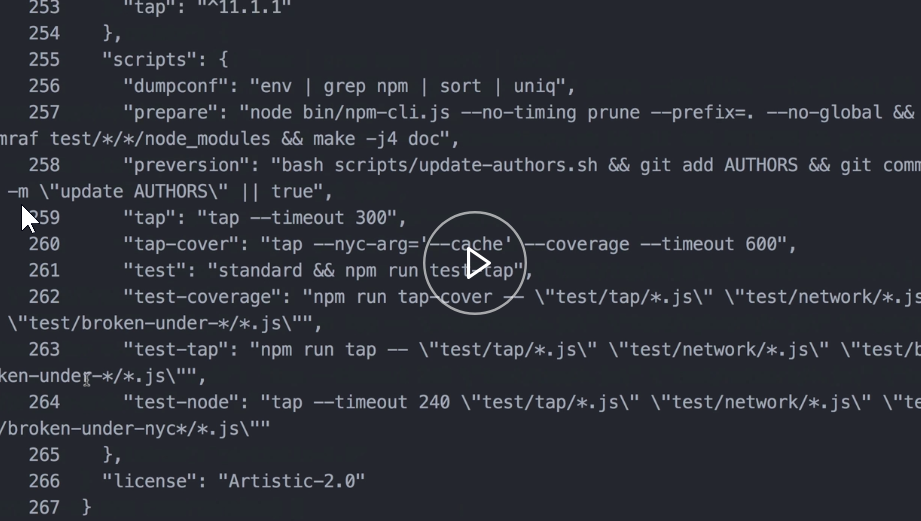 253 "tap": "^11.1.1"
254 },
255 "scripts": {
256 "dumpconf": "env | grep npm | sort | uniq",
257 "prepare": "node bin/npm-cli.js --no-timing prune --prefix=. --no-global &&
mraf test/*/*/node_modules && make -j4 doc",
258 "preversion": "bash scripts/update-authors.sh && git add AUTHORS && git comm
-m \"update AUTHORS\" || true",
259 "tap": "tap --timeout 300",
260 "tap-cover": "tap --nyc-arg='--cache' --coverage --timeout 600",
261 "test": "standard && npm run test-tap",
262 "test-coverage": "npm run tap-cover -- \"test/tap/*.js\" \"test/network/*.js
\"test/broken-under-*/*.js\"",
263 "test-tap": "npm run tap -- \"test/tap/*.js\" \"test/network/*.js\" \"test/b
ken-under-*/*.js\"",
264 "test-node": "tap --timeout 240 \"test/tap/*.js\" \"test/network/*.js\" \"te
/broken-under-nyc*/*.js\""
265 },
266 "license": "Artistic-2.0"
267 }